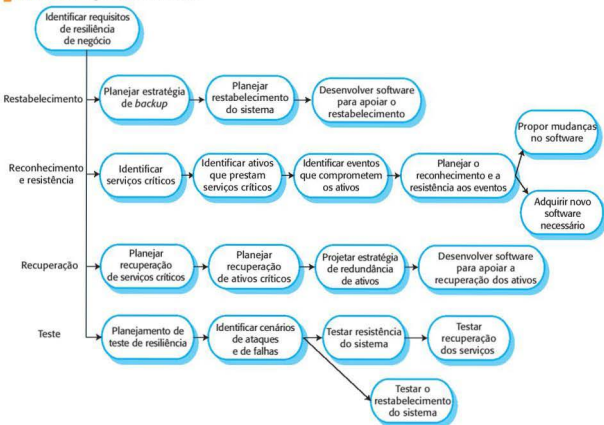 Identificar requisitos
de resiliência
de negócio
Restabelecimento
Planejar estratégia
de backup
Planejar
restabelecimento
do sistema
Desenvolver software
para apoiar o
restabelecimento
Reconhecimento
e resistência
Identificar
serviços críticos
Identificar ativos
que prestam
serviços críticos
Identificar eventos
que comprometem
os ativos
Planejar o
reconhecimento e a
resistência aos eventos
Propor mudanças
no software
Adquirir novo
software
necessário
Recuperação
Planejar
recuperação
de serviços críticos
Planejar
recuperação
de ativos críticos
Projetar estratégia
de redundância
de ativos
Desenvolver software
para apoiar a
recuperação dos ativos
Teste
Planejamento de
teste de resiliência
Identificar cenários
de ataques
e de falhas
Testar resistência
do sistema
Testar
recuperação
dos serviços
Testar o
restabelecimento
do sistema